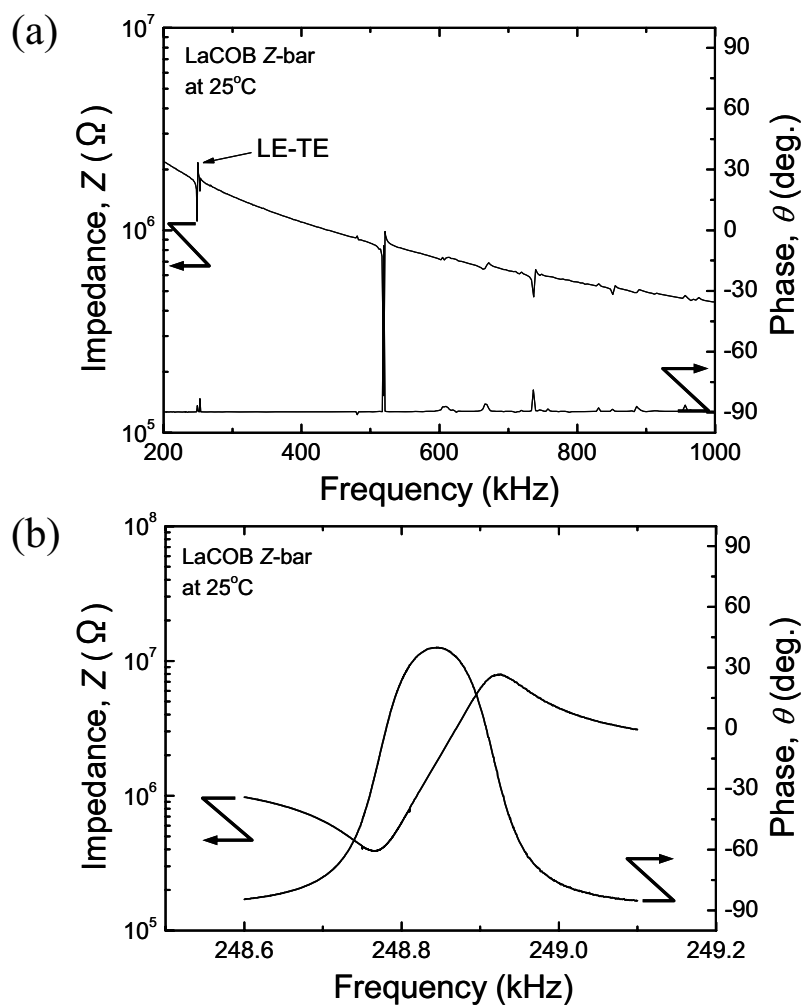 (a)
LaCOB Z-bar
at 25°C
LE-TE
Impedance, Z (Ω)
10⁷
10⁶
10⁵
Phase, θ (deg.)
90
60
30
0
-30
-60
-90
200 400 600 800 1000
Frequency (kHz)
(b)
LaCOB Z-bar
at 25°C
Impedance, Z (Ω)
10⁸
10⁷
10⁶
10⁵
Phase, θ (deg.)
90
60
30
0
-30
-60
-90
248.6 248.8 249.0 249.2
Frequency (kHz)